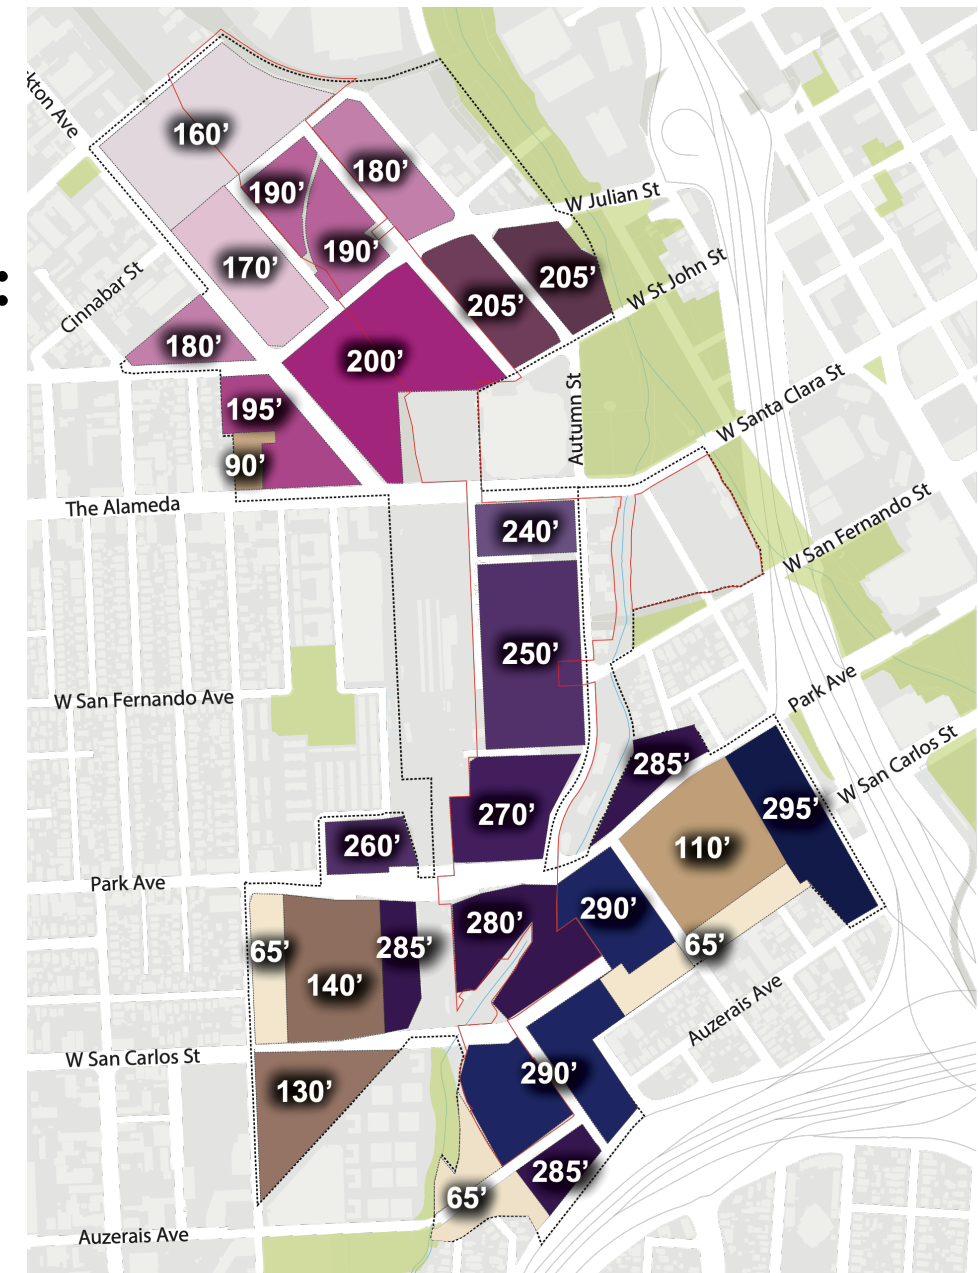 kton Ave
160’
180’
190’
W Julian St
190’
170’
205’
W St John St
205’
Cinnabar St
:
180’
200’
W Santa Clara St
195’
Autumn St
90’
The Alameda
W San Fernando St
240’
250’
W San Fernando Ave
Park Ave
285’
W San Carlos St
295’
270’
260’
110’
Park Ave
290’
280’
65’
285’
65’
140’
Auzerais Ave
W San Carlos St
290’
130’
285’
65’
Auzerais Ave